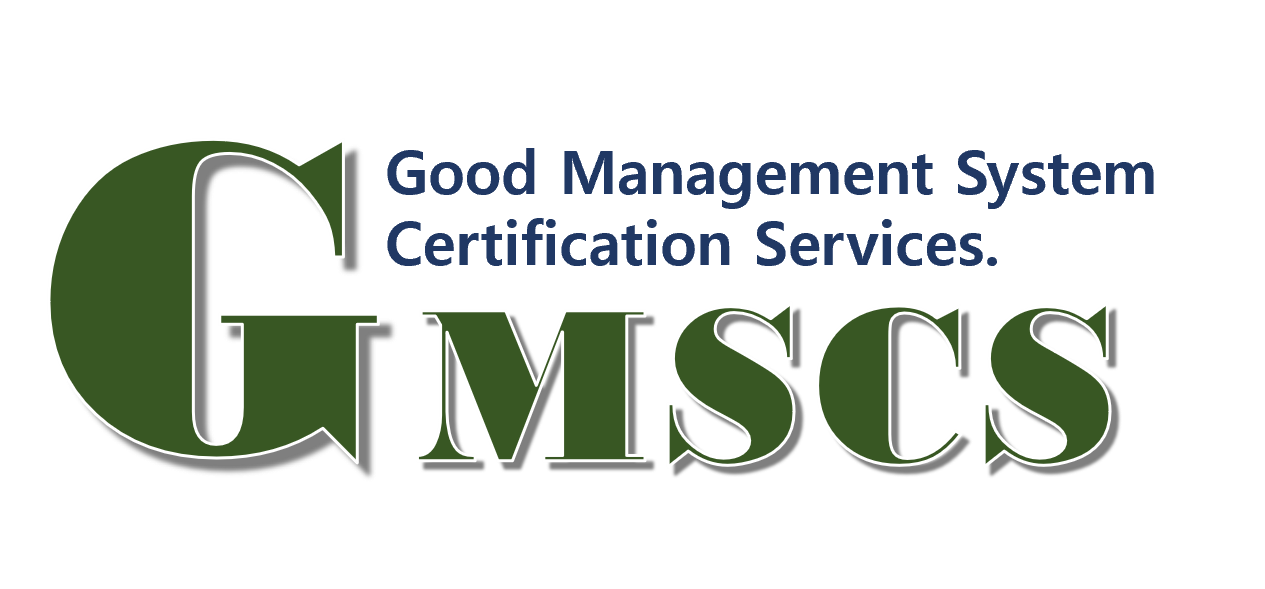 Good Management System
Certification Services.
GMSCS